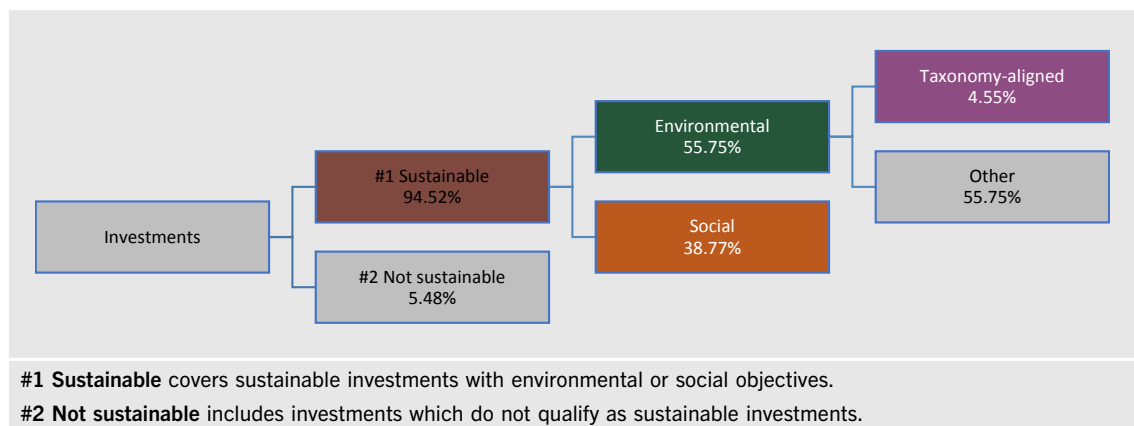 Investments
#1 Sustainable
94.52%
#2 Not sustainable
5.48%
Environmental
55.75%
Social
38.77%
Taxonomy-aligned
4.55%
Other
55.75%
#1 Sustainable covers sustainable investments with environmental or social objectives.
#2 Not sustainable includes investments which do not qualify as sustainable investments.